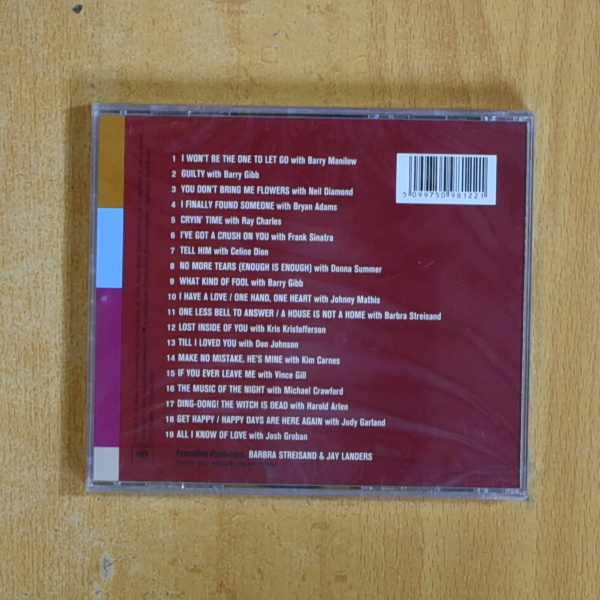 1 I WON'T BE THE ONE TO LET GO with Barry Manilow
2 GUILTY with Barry Gibb
3 YOU DON'T BRING ME FLOWERS with Neil Diamond
4 I FINALLY FOUND SOMEONE with Bryan Adams
5 CRYIN' TIME with Ray Charles
6 I'VE GOT A CRUSH ON YOU with Frank Sinatra
7 TELL HIM with Celine Dion
8 NO MORE TEARS (ENOUGH IS ENOUGH) with Donna Summer
9 WHAT KIND OF FOOL with Barry Gibb
10 I HAVE A LOVE / ONE HAND, ONE HEART with Johnny Mathis
11 ONE LESS BELL TO ANSWER / A HOUSE IS NOT A HOME with Barbra Streisand
12 LOST INSIDE OF YOU with Kris Kristofferson
13 TILL I LOVED YOU with Don Johnson
14 MAKE NO MISTAKE, HE'S MINE with Kim Carnes
15 IF YOU EVER LEAVE ME with Vince Gill
16 THE MUSIC OF THE NIGHT with Michael Crawford
17 DING-DONG! THE WITCH IS DEAD with Harold Arlen
18 GET HAPPY / HAPPY DAYS ARE HERE AGAIN with Judy Garland
19 ALL I KNOW OF LOVE with Josh Groban
Executive Producers: BARBRA STREISAND & JAY LANDERS
5 099750 981221